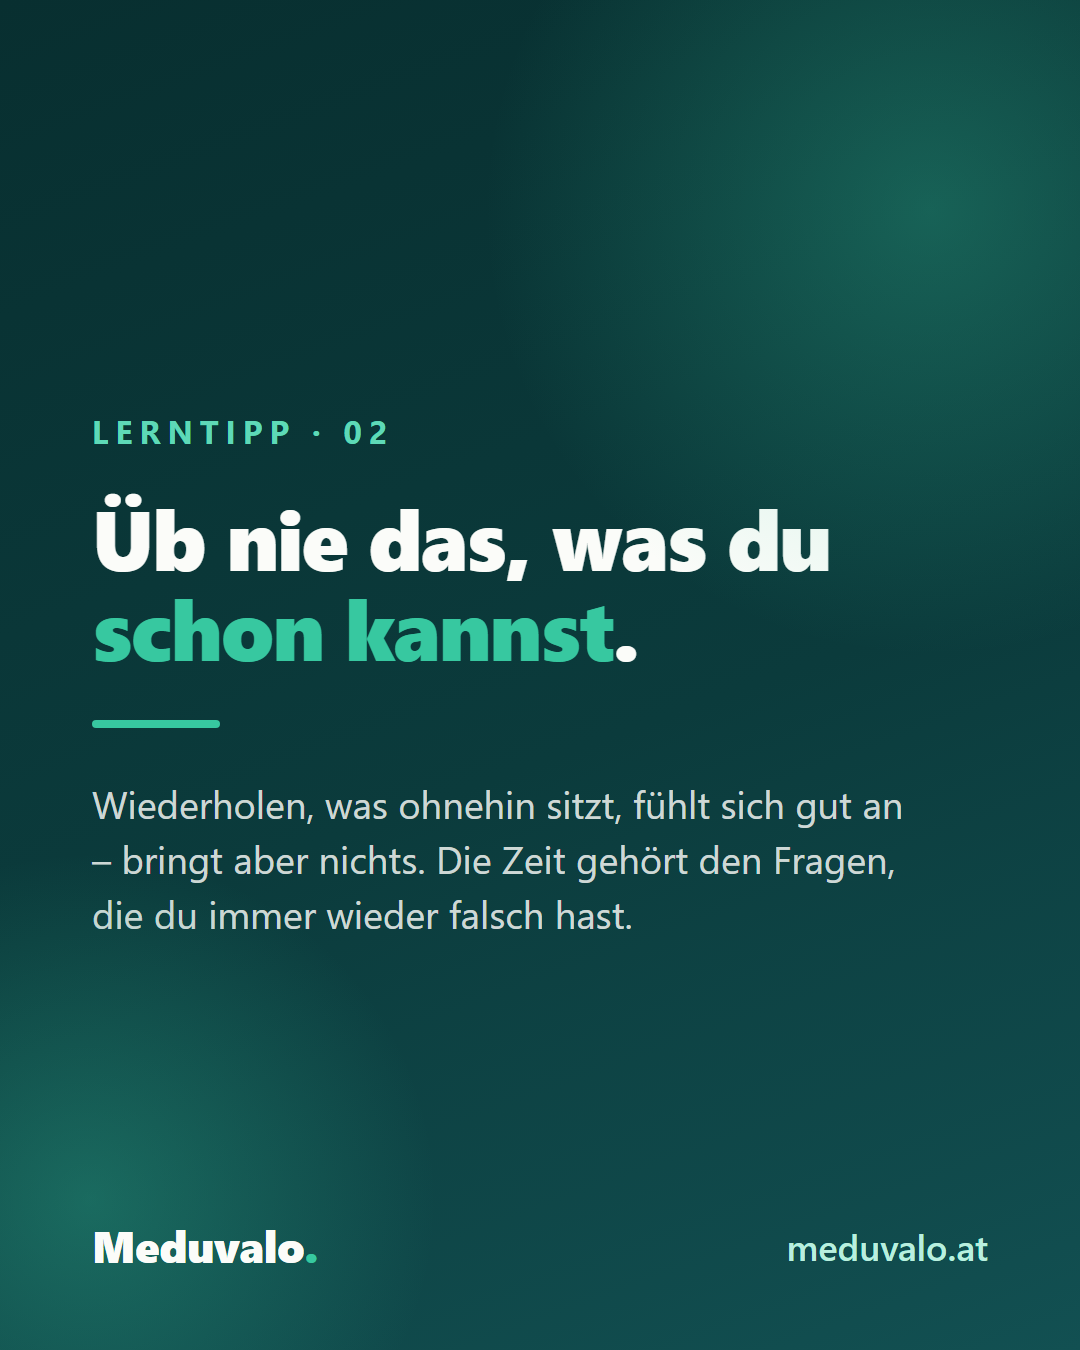 LERNTIPP · 02
Üb nie das, was du
schon kannst.
Wiederholen, was ohnehin sitzt, fühlt sich gut an
– bringt aber nichts. Die Zeit gehört den Fragen,
die du immer wieder falsch hast.
Meduvalo.
meduvalo.at